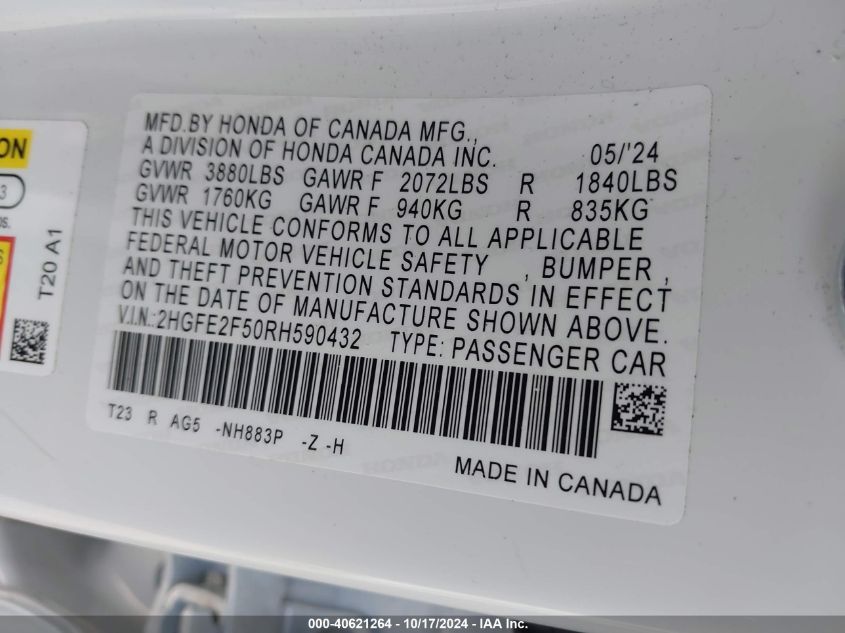 MFD.BY HONDA OF CANADA MFG.,
A DIVISION OF HONDA CANADA INC. 05/'24
GVWR 3880LBS GAWR F 2072LBS R 1840LBS
GVWR 1760KG GAWR F 940KG R 835KG
THIS VEHICLE CONFORMS TO ALL APPLICABLE
FEDERAL MOTOR VEHICLE SAFETY , BUMPER ,
AND THEFT PREVENTION STANDARDS IN EFFECT
ON THE DATE OF MANUFACTURE SHOWN ABOVE.
V.I.N.:2HGFE2F50RH590432 TYPE: PASSENGER CAR
T23 R AG5 -NH883P -Z -H
MADE IN CANADA
ON
3
S
T20 A1
000-40621264 - 10/17/2024 - IAA Inc.